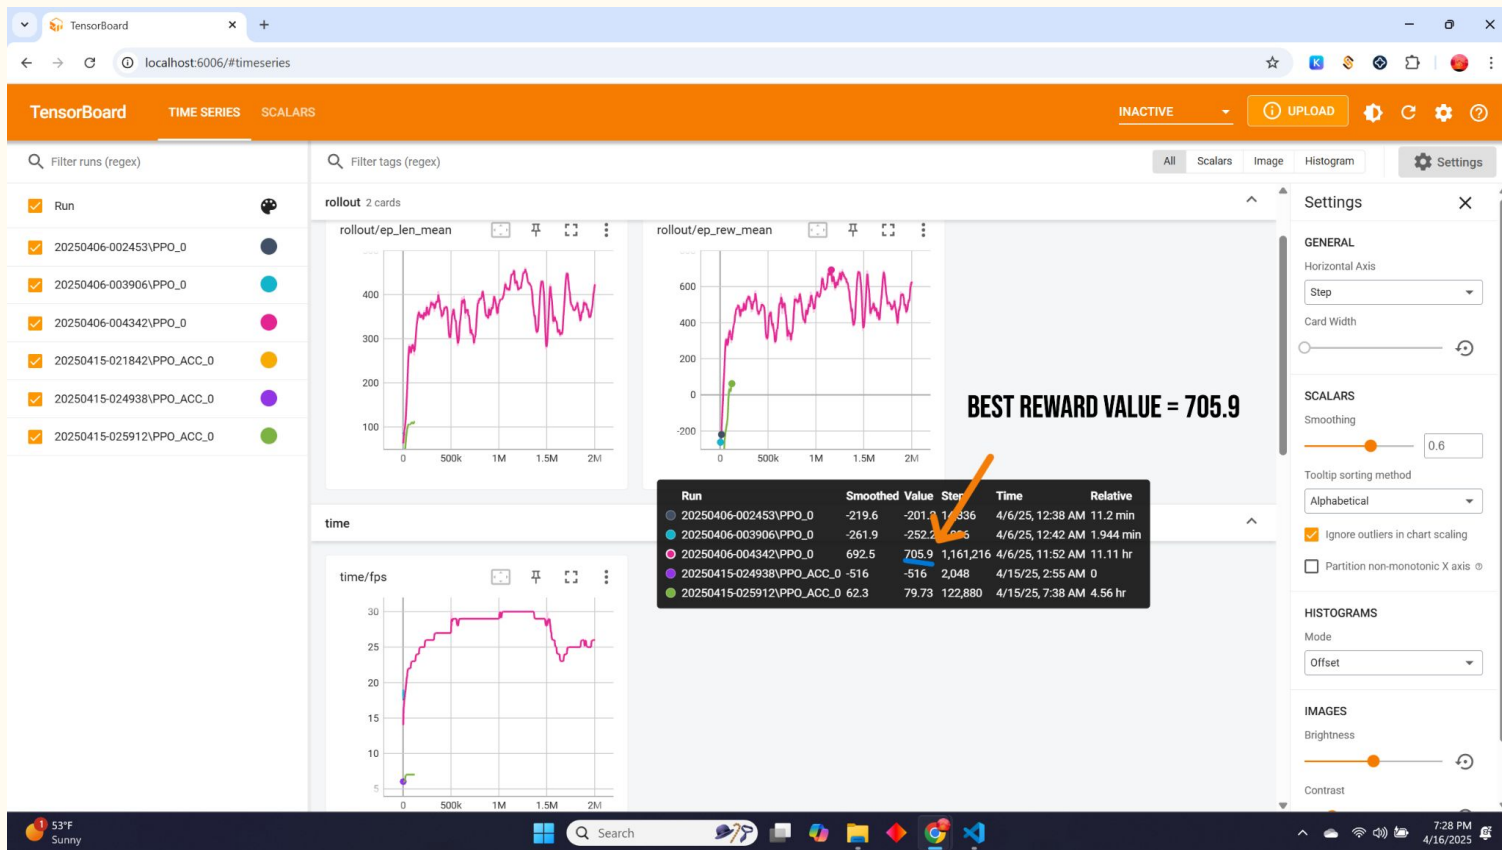 TensorBoard
localhost:6006/#timeseries
TensorBoard TIME SERIES SCALARS INACTIVE UPLOAD
Filter runs (regex)
Filter tags (regex)
All Scalars Image Histogram Settings
Run
20250406-002453\PPO_0
20250406-003906\PPO_0
20250406-004342\PPO_0
20250415-021842\PPO_ACC_0
20250415-024938\PPO_ACC_0
20250415-025912\PPO_ACC_0
rollout 2 cards
rollout/ep_len_mean
400
300
200
100
0 500k 1M 1.5M 2M
rollout/ep_rew_mean
600
400
200
0
-200
0 500k 1M 1.5M 2M
BEST REWARD VALUE = 705.9
Run Smoothed Value Step Time Relative
20250406-002453\PPO_0 -219.6 -201.3 14,336 4/6/25, 12:38 AM 11.2 min
20250406-003906\PPO_0 -261.9 -252.2 4/6/25, 12:42 AM 1.944 min
20250406-004342\PPO_0 692.5 705.9 1,161,216 4/6/25, 11:52 AM 11.11 hr
20250415-024938\PPO_ACC_0 -516 -516 2,048 4/15/25, 2:55 AM 0
20250415-025912\PPO_ACC_0 62.3 79.73 122,880 4/15/25, 7:38 AM 4.56 hr
time
time/fps
30
25
20
15
10
5
0 500k 1M 1.5M 2M
Settings
GENERAL
Horizontal Axis
Step
Card Width
SCALARS
Smoothing
0.6
Tooltip sorting method
Alphabetical
Ignore outliers in chart scaling
Partition non-monotonic X axis
HISTOGRAMS
Mode
Offset
IMAGES
Brightness
Contrast
1
53°F
Sunny
Search
7:28 PM
4/16/2025